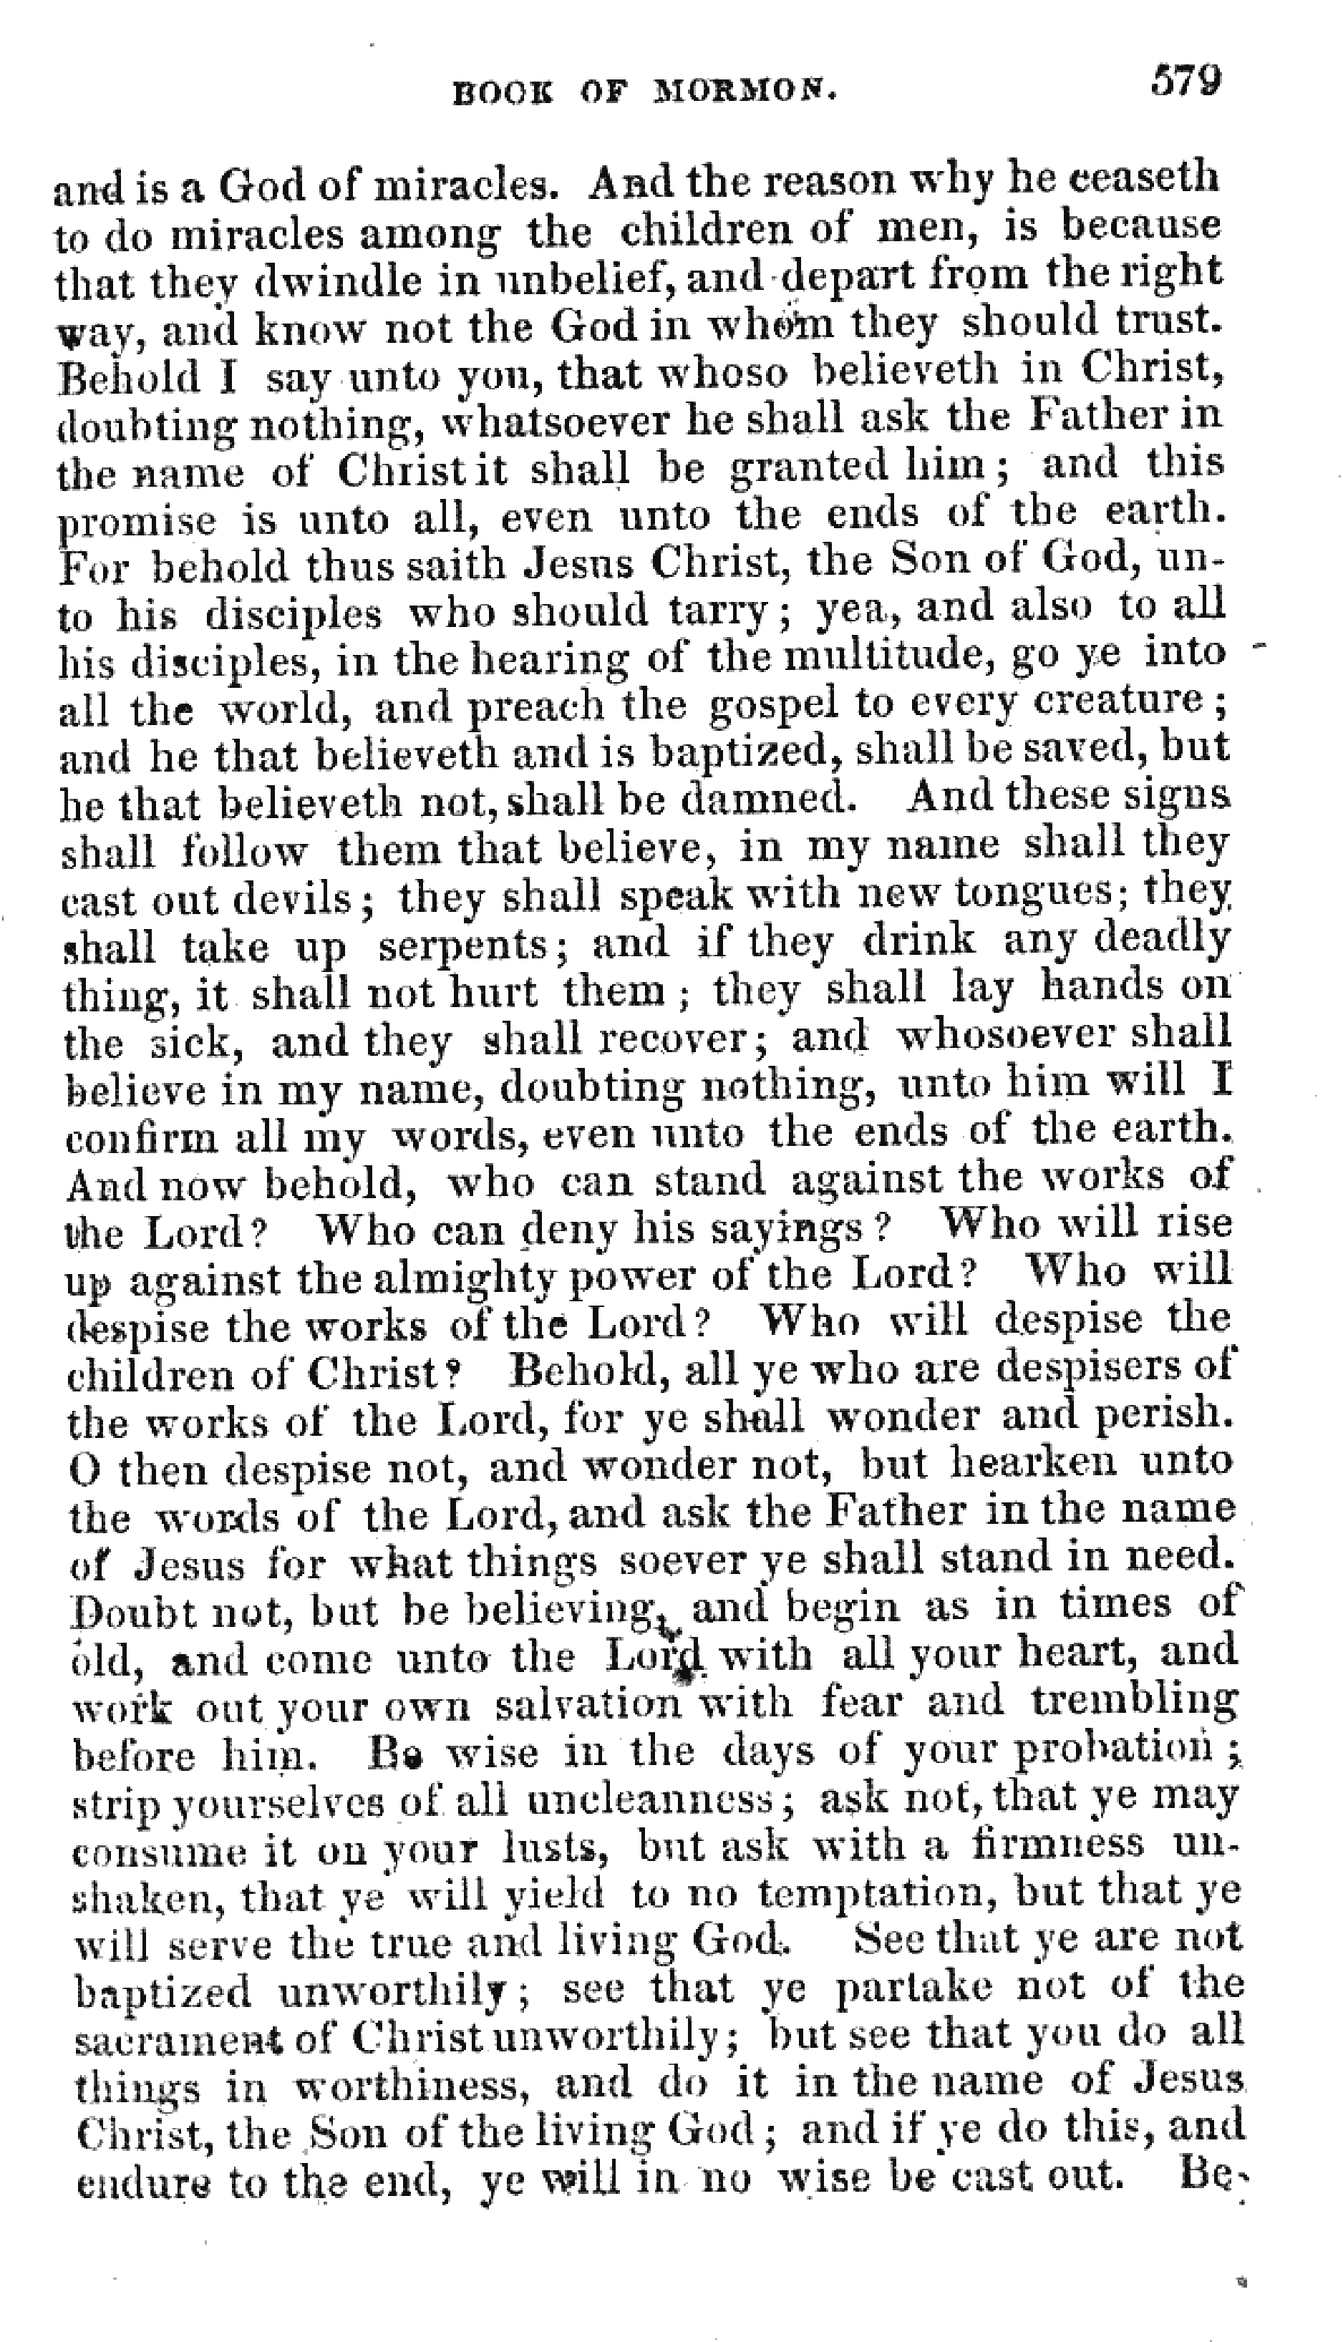 BOOK OF MORMON. 579
and is a God of miracles. And the reason why he ceaseth
to do miracles among the children of men, is because
that they dwindle in unbelief, and depart from the right
way, and know not the God in whom they should trust.
Behold I say unto you, that whoso believeth in Christ,
doubting nothing, whatsoever he shall ask the Father in
the name of Christ it shall be granted him; and this
promise is unto all, even unto the ends of the earth.
For behold thus saith Jesus Christ, the Son of God, un-
to his disciples who should tarry; yea, and also to all
his disciples, in the hearing of the multitude, go ye into
all the world, and preach the gospel to every creature;
and he that believeth and is baptized, shall be saved, but
he that believeth not, shall be damned. And these signs
shall follow them that believe, in my name shall they
cast out devils; they shall speak with new tongues; they
shall take up serpents; and if they drink any deadly
thing, it shall not hurt them; they shall lay hands on
the sick, and they shall recover; and whosoever shall
believe in my name, doubting nothing, unto him will I
confirm all my words, even unto the ends of the earth.
And now behold, who can stand against the works of
the Lord? Who can deny his sayings? Who will rise
up against the almighty power of the Lord? Who will
despise the works of the Lord? Who will despise the
children of Christ? Behold, all ye who are despisers of
the works of the Lord, for ye shall wonder and perish.
O then despise not, and wonder not, but hearken unto
the words of the Lord, and ask the Father in the name
of Jesus for what things soever ye shall stand in need.
Doubt not, but be believing, and begin as in times of
old, and come unto the Lord with all your heart, and
work out your own salvation with fear and trembling
before him. Be wise in the days of your probation;
strip yourselves of all uncleanness; ask not, that ye may
consume it on your lusts, but ask with a firmness un-
shaken, that ye will yield to no temptation, but that ye
will serve the true and living God. See that ye are not
baptized unworthily; see that ye partake not of the
sacrament of Christ unworthily; but see that you do all
things in worthiness, and do it in the name of Jesus
Christ, the Son of the living God; and if ye do this, and
endure to the end, ye will in no wise be cast out. Be-